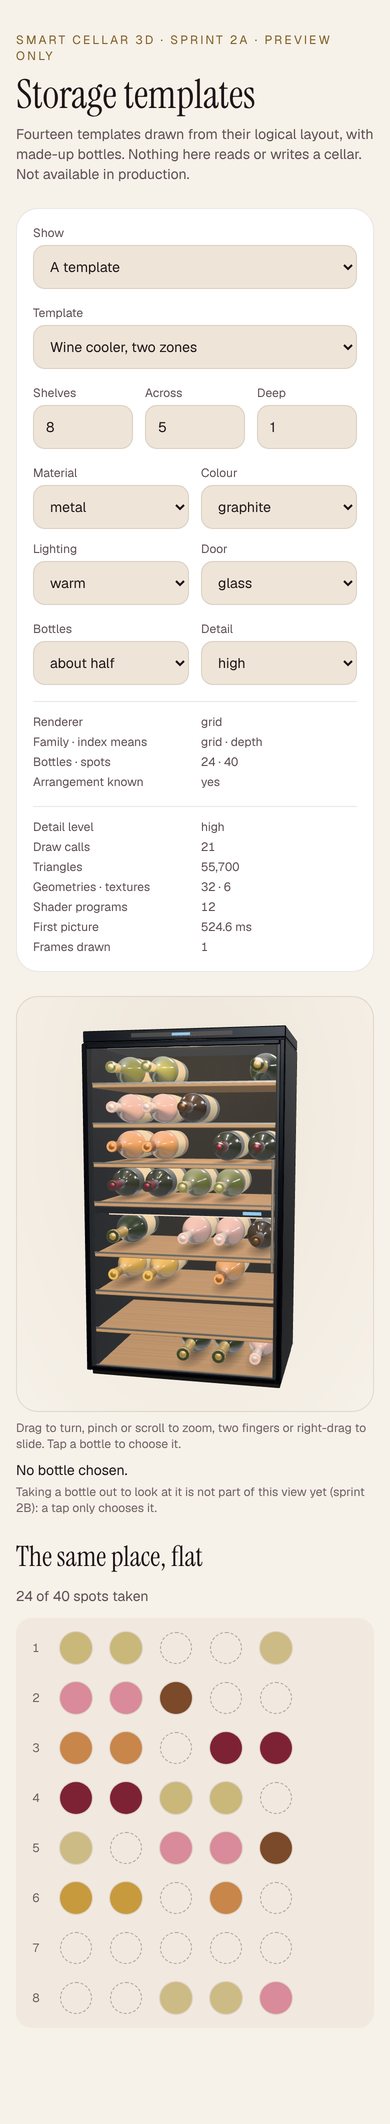 SMART CELLAR 3D · SPRINT 2A · PREVIEW
ONLY
Storage templates
Fourteen templates drawn from their logical layout, with
made-up bottles. Nothing here reads or writes a cellar.
Not available in production.
Show
A template
Template
Wine cooler, two zones
Shelves Across Deep
8 5 1
Material Colour
metal graphite
Lighting Door
warm glass
Bottles Detail
about half high
Renderer grid
Family · index means grid · depth
Bottles · spots 24 · 40
Arrangement known yes
Detail level high
Draw calls 21
Triangles 55,700
Geometries · textures 32 · 6
Shader programs 12
First picture 524.6 ms
Frames drawn 1
Drag to turn, pinch or scroll to zoom, two fingers or right-drag to
slide. Tap a bottle to choose it.
No bottle chosen.
Taking a bottle out to look at it is not part of this view yet (sprint
2B): a tap only chooses it.
The same place, flat
24 of 40 spots taken
1
2
3
4
5
6
7
8